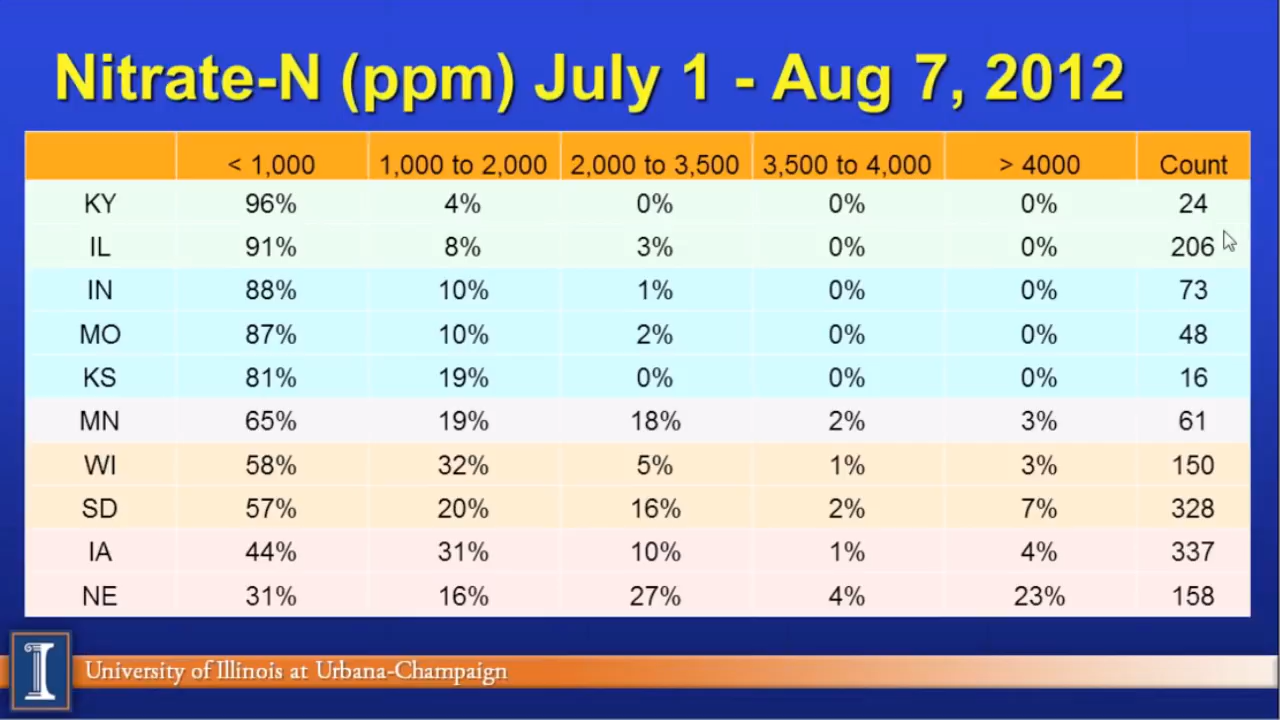 Nitrate-N (ppm) July 1 - Aug 7, 2012
< 1,000 1,000 to 2,000 2,000 to 3,500 3,500 to 4,000 > 4000 Count
KY 96% 4% 0% 0% 0% 24
IL 91% 8% 3% 0% 0% 206
IN 88% 10% 1% 0% 0% 73
MO 87% 10% 2% 0% 0% 48
KS 81% 19% 0% 0% 0% 16
MN 65% 19% 18% 2% 3% 61
WI 58% 32% 5% 1% 3% 150
SD 57% 20% 16% 2% 7% 328
IA 44% 31% 10% 1% 4% 337
NE 31% 16% 27% 4% 23% 158
I University of Illinois at Urbana-Champaign